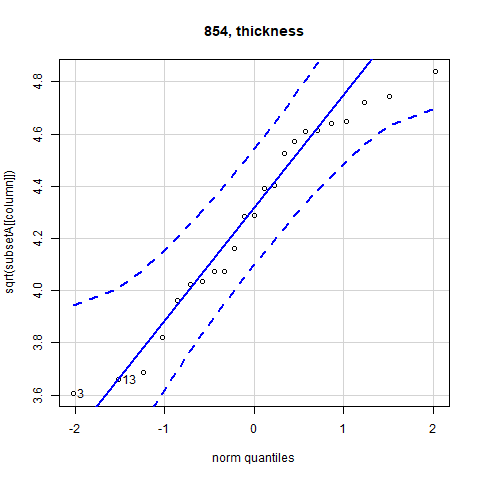 854, thickness
sqrt(subsetA[[column]])
4.8
4.6
4.4
4.2
4.0
3.8
3.6
3
13
-2 -1 0 1 2
norm quantiles